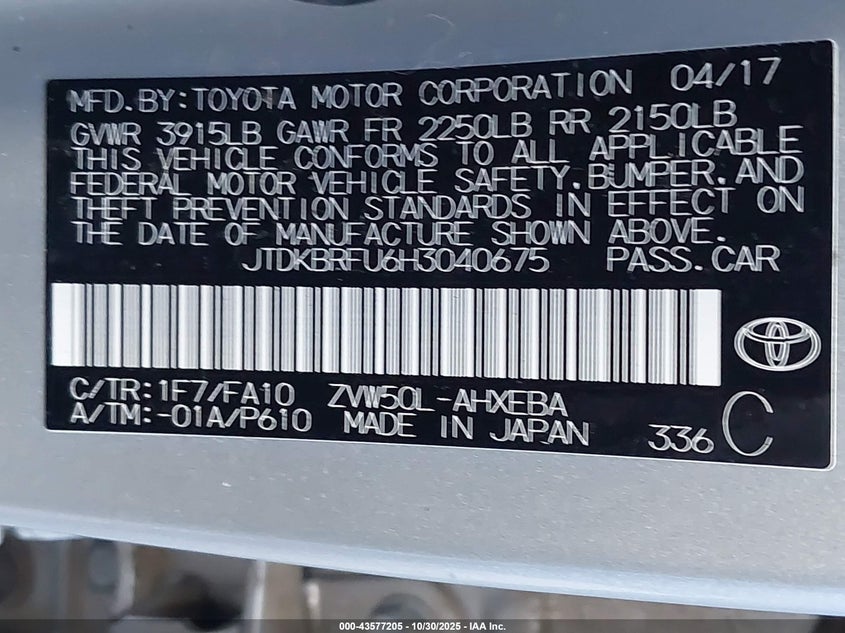 MFD.BY:TOYOTA MOTOR CORPORATION 04/17
GVWR 3915LB GAWR FR 2250LB RR 2150LB
THIS VEHICLE CONFORMS TO ALL APPLICABLE
FEDERAL MOTOR VEHICLE SAFETY.BUMPER.AND
THEFT PREVENTION STANDARDS IN EFFECT ON
THE DATE OF MANUFACTURE SHOWN ABOVE.
JTDKBRFU6H3040675 PASS.CAR
C/TR:1F7/FA10 ZVW50L-AHXEBA
A/TM:-01A/P610 MADE IN JAPAN 336 C
000-43577205 - 10/30/2025 - IAA Inc.